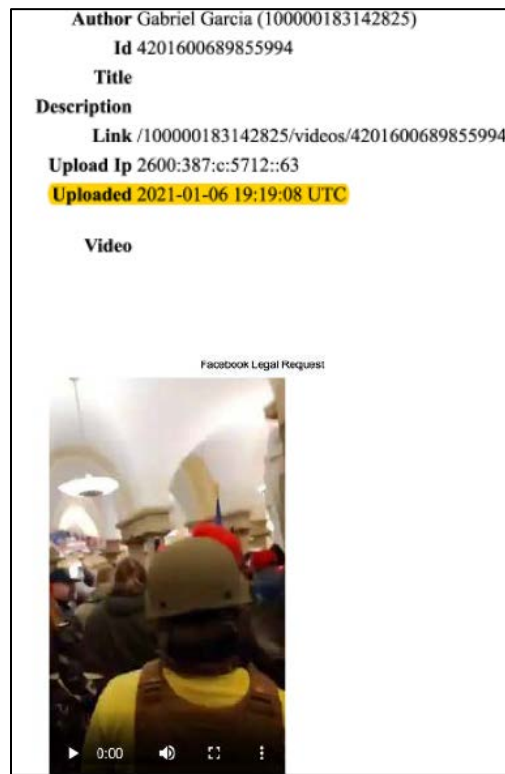 Author Gabriel Garcia (100000183142825)
Id 4201600689855994
Title
Description
Link /100000183142825/videos/4201600689855994
Upload Ip 2600:387:c:5712::63
Uploaded 2021-01-06 19:19:08 UTC
Video
Facebook Legal Request
0:00